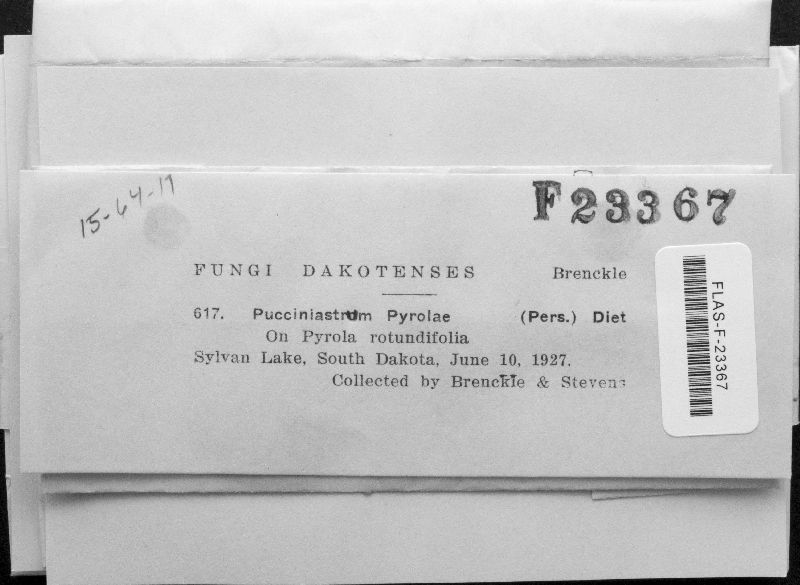 15-64-17
F23367
FUNGI DAKOTENSES Brenckle
617. Pucciniastrum Pyrolae (Pers.) Diet
On Pyrola rotundifolia
Sylvan Lake, South Dakota, June 10, 1927.
Collected by Brenckle & Stevens
FLAS-F-23367